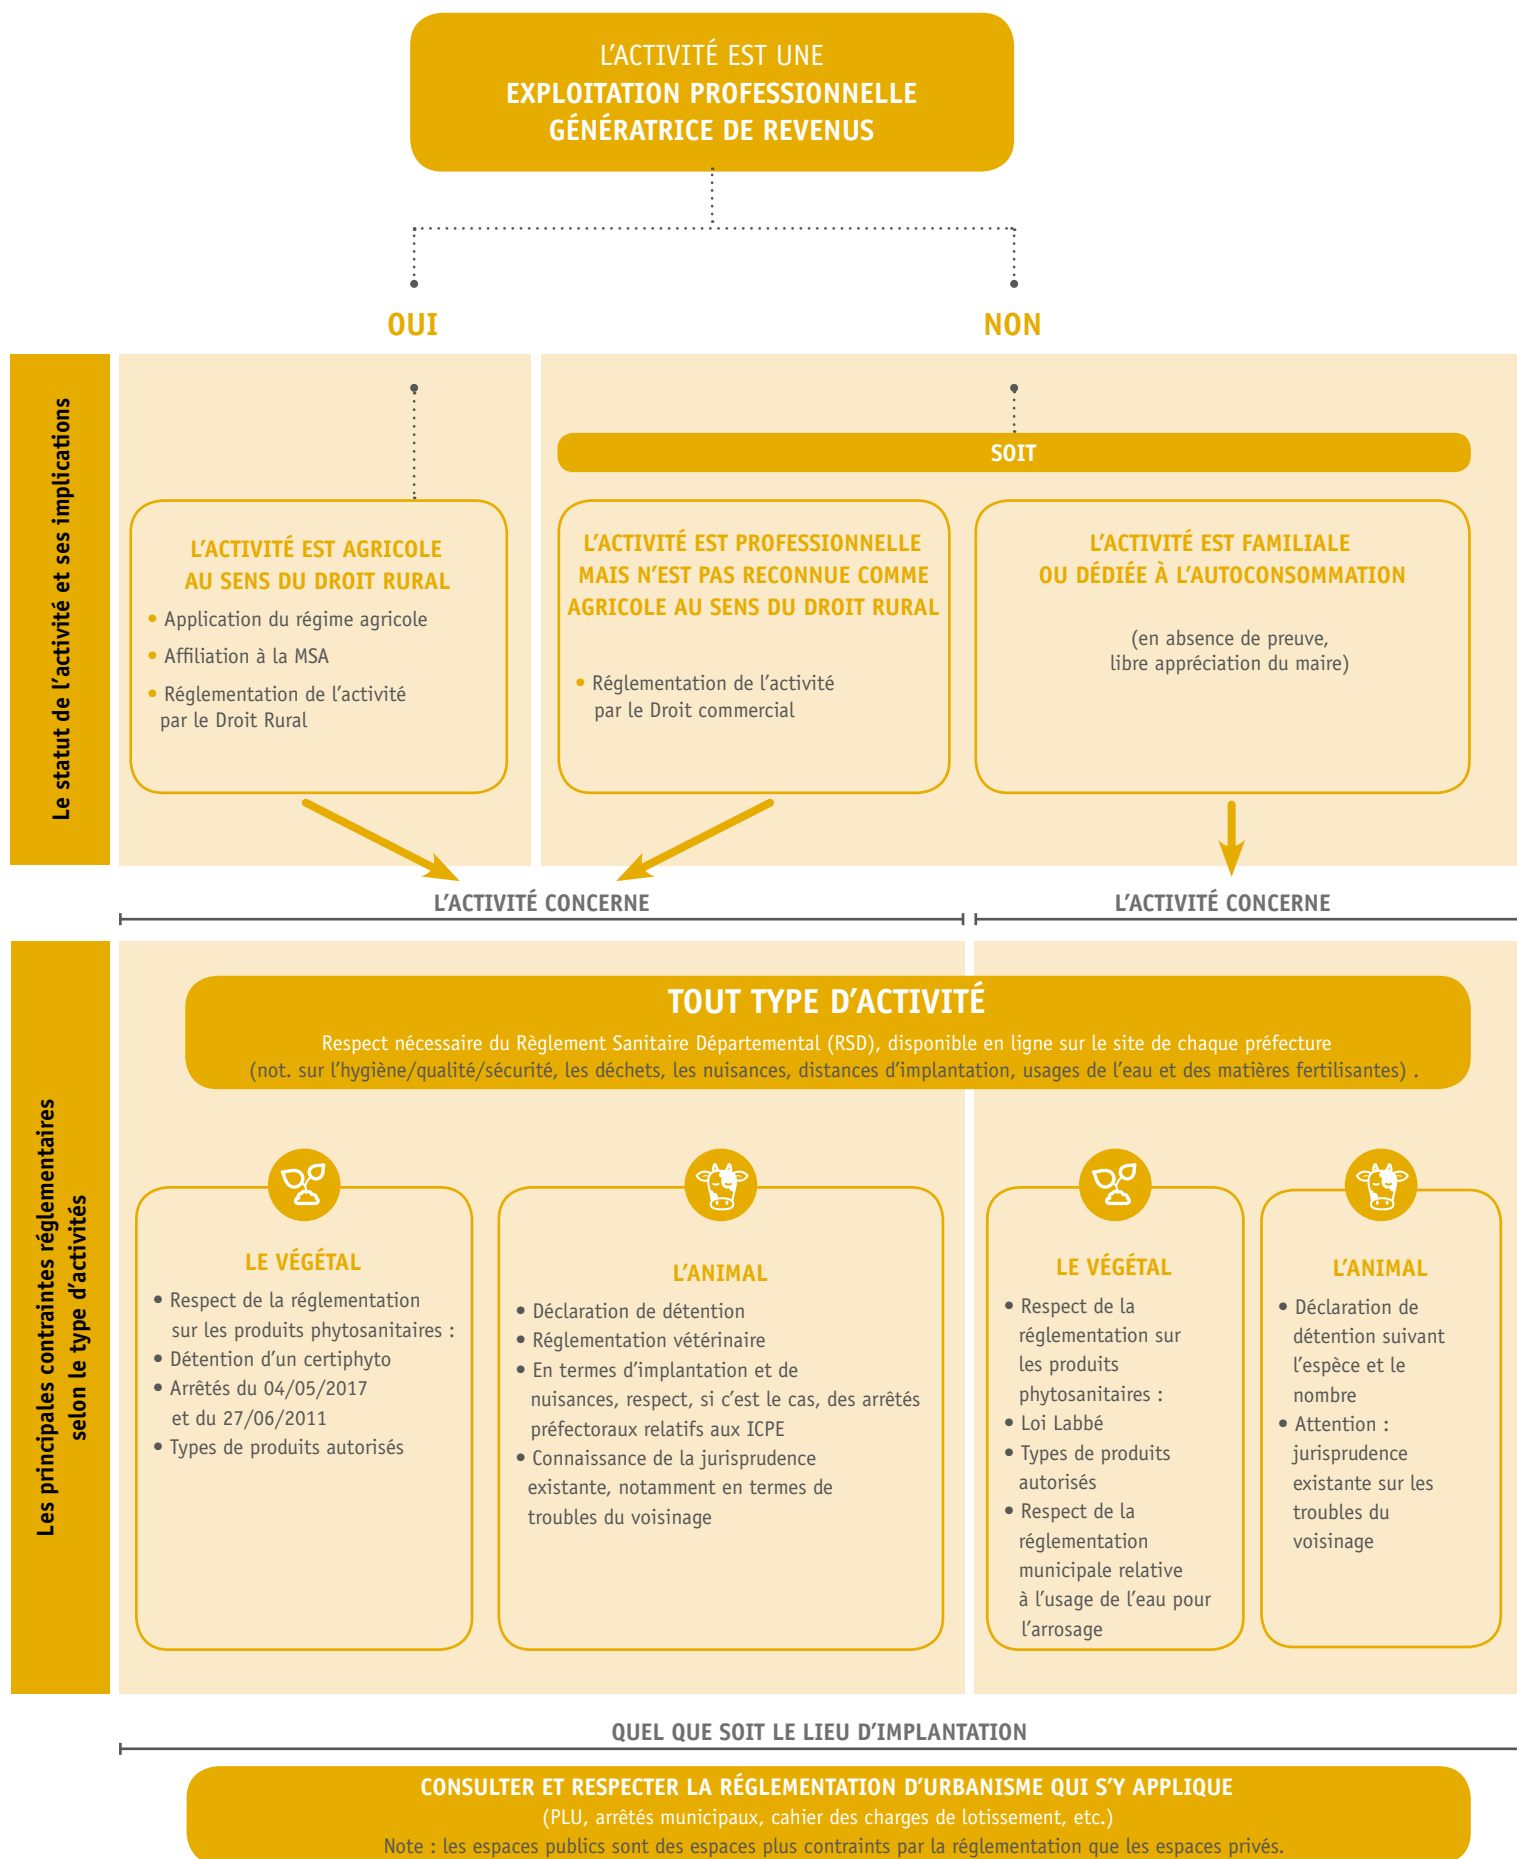 L'ACTIVITÉ EST UNE
EXPLOITATION PROFESSIONNELLE
GÉNÉRATRICE DE REVENUS
OUI
NON
Le statut de l'activité et ses implications
SOIT
L'ACTIVITÉ EST AGRICOLE
AU SENS DU DROIT RURAL
• Application du régime agricole
• Affiliation à la MSA
• Réglementation de l'activité
par le Droit Rural
L'ACTIVITÉ EST PROFESSIONNELLE
MAIS N'EST PAS RECONNUE COMME
AGRICOLE AU SENS DU DROIT RURAL
• Réglementation de l'activité
par le Droit commercial
L'ACTIVITÉ EST FAMILIALE
OU DÉDIÉE À L'AUTOCONSOMMATION
(en absence de preuve,
libre appréciation du maire)
L'ACTIVITÉ CONCERNE
L'ACTIVITÉ CONCERNE
Les principales contraintes réglementaires
selon le type d'activités
TOUT TYPE D'ACTIVITÉ
Respect nécessaire du Règlement Sanitaire Départemental (RSD), disponible en ligne sur le site de chaque préfecture
(not. sur l'hygiène/qualité/sécurité, les déchets, les nuisances, distances d'implantation, usages de l'eau et des matières fertilisantes) .
LE VÉGÉTAL
• Respect de la réglementation
sur les produits phytosanitaires :
• Détention d'un certiphyto
• Arrêtés du 04/05/2017
et du 27/06/2011
• Types de produits autorisés
L'ANIMAL
• Déclaration de détention
• Réglementation vétérinaire
• En termes d'implantation et de
nuisances, respect, si c'est le cas, des arrêtés
préfectoraux relatifs aux ICPE
• Connaissance de la jurisprudence
existante, notamment en termes de
troubles du voisinage
LE VÉGÉTAL
• Respect de la
réglementation sur
les produits
phytosanitaires :
• Loi Labbé
• Types de produits
autorisés
• Respect de la
réglementation
municipale relative
à l'usage de l'eau pour
l'arrosage
L'ANIMAL
• Déclaration de
détention suivant
l'espèce et le
nombre
• Attention :
jurisprudence
existante sur les
troubles du
voisinage
QUEL QUE SOIT LE LIEU D'IMPLANTATION
CONSULTER ET RESPECTER LA RÉGLEMENTATION D'URBANISME QUI S'Y APPLIQUE
(PLU, arrêtés municipaux, cahier des charges de lotissement, etc.)
Note : les espaces publics sont des espaces plus contraints par la réglementation que les espaces privés.